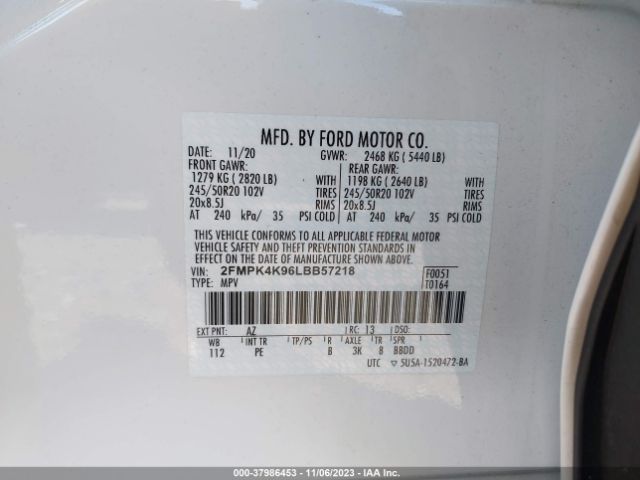 MFD. BY FORD MOTOR CO.
DATE: 11/20 GVWR: 2468 KG ( 5440 LB)
FRONT GAWR: REAR GAWR:
1279 KG ( 2820 LB) WITH 1198 KG ( 2640 LB) WITH
245/50R20 102V TIRES 245/50R20 102V TIRES
20x8.5J RIMS 20x8.5J RIMS
AT 240 kPa/ 35 PSI COLD AT 240 kPa/ 35 PSI COLD
THIS VEHICLE CONFORMS TO ALL APPLICABLE FEDERAL MOTOR
VEHICLE SAFETY AND THEFT PREVENTION STANDARDS IN
EFFECT ON THE DATE OF MANUFACTURE SHOWN ABOVE.
VIN: 2FMPK4K96LBB57218 F0051
TYPE: MPV T0164
EXT PNT: AZ RC: 13 DSO:
WB INT TR TP/PS R AXLE TR SPR
112 PE B 3K 8 BBDD
UTC ▽ 5U5A-1520472-BA
STOCK #: 37986453 - 11/06/2023 - IAA Inc.